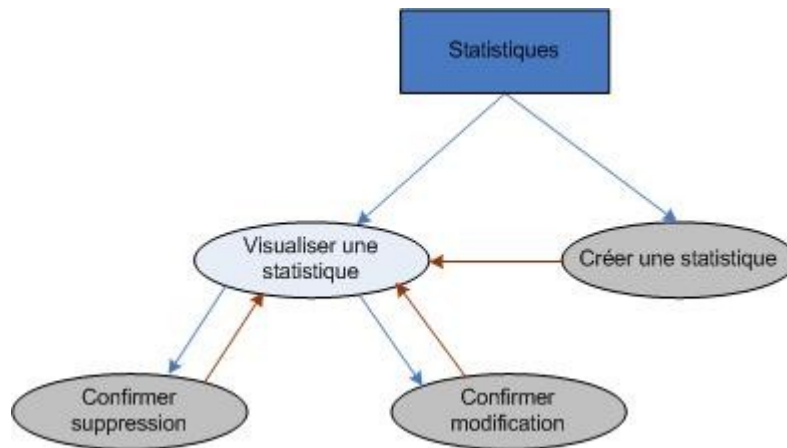 Statistiques
Visualiser une
statistique
Créer une statistique
Confirmer
suppression
Confirmer
modification